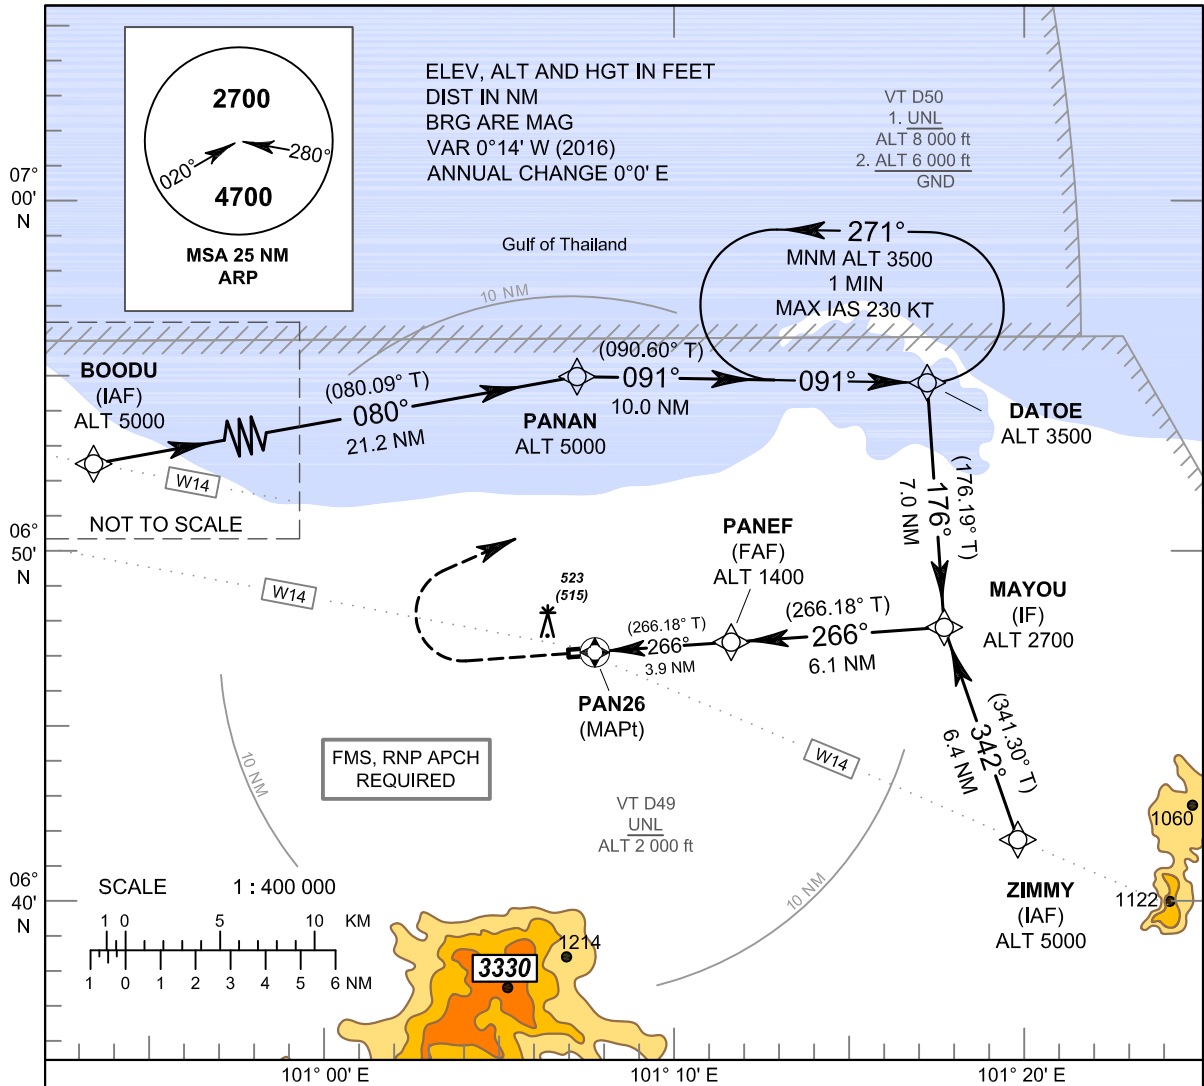 2700
020°
280°
4700
MSA 25 NM
ARP
ELEV, ALT AND HGT IN FEET
DIST IN NM
BRG ARE MAG
VAR 0°14' W (2016)
ANNUAL CHANGE 0°0' E
VT D50
1. UNL
ALT 8 000 ft
2. ALT 6 000 ft
GND
07°
00'
N
Gulf of Thailand
10 NM
271°
MNM ALT 3500
1 MIN
MAX IAS 230 KT
BOODU
(IAF)
ALT 5000
(080.09° T)
080°
21.2 NM
PANAN
ALT 5000
(090.60° T)
091°
10.0 NM
091°
DATOE
ALT 3500
W14
NOT TO SCALE
06°
50'
N
W14
523
(515)
PANEF
(FAF)
ALT 1400
(176.19° T)
176°
7.0 NM
MAYOU
(IF)
ALT 2700
(266.18° T)
266°
3.9 NM
(266.18° T)
266°
6.1 NM
PAN26
(MAPt)
(341.30° T)
342°
6.4 NM
W14
10 NM
FMS, RNP APCH
REQUIRED
VT D49
UNL
ALT 2 000 ft
10 NM
1060
ZIMMY
(IAF)
ALT 5000
1122
06°
40'
N
SCALE 1 : 400 000
1 0 5 10 KM
1 0 1 2 3 4 5 6 NM
1214
3330
101° 00' E
101° 10' E
101° 20' E